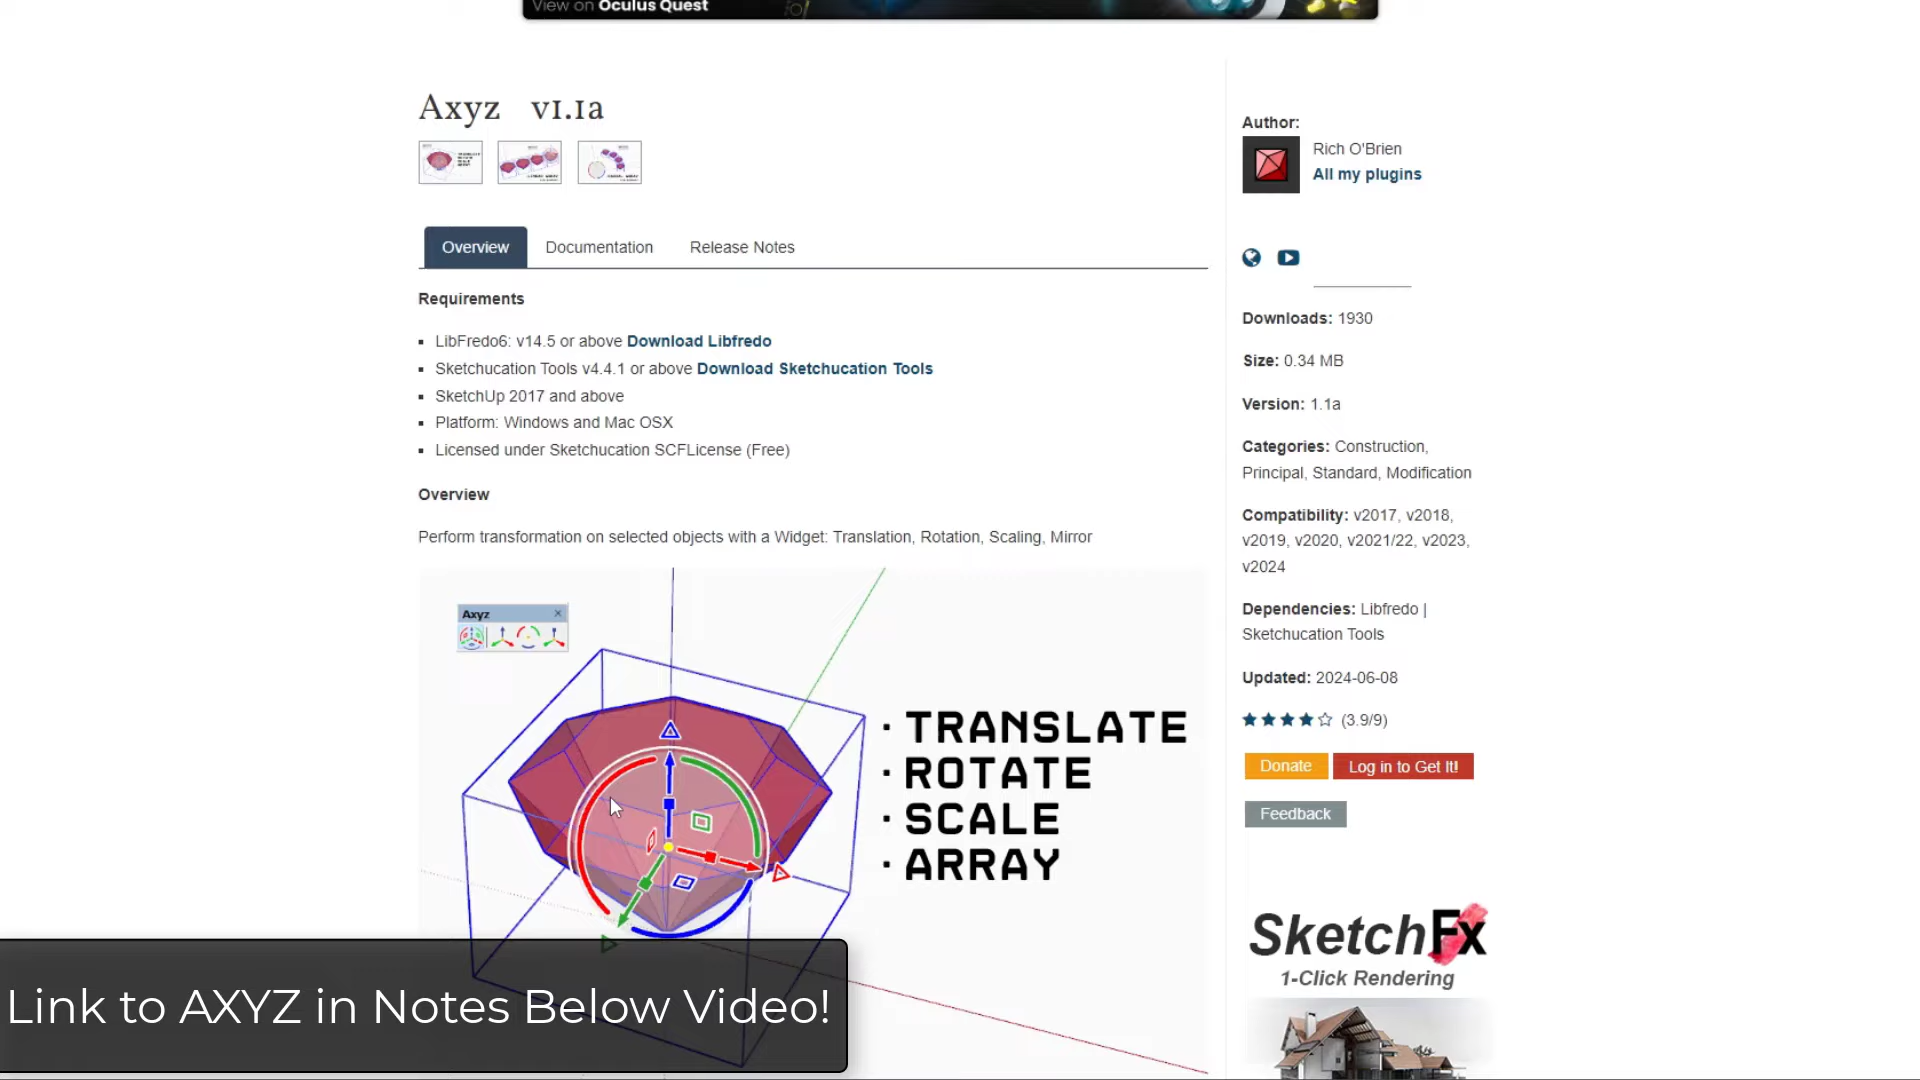 View on Oculus Quest
Axyz v1.1a
Overview Documentation Release Notes
Requirements
LibFredo6: v14.5 or above Download Libfredo
Sketchucation Tools v4.4.1 or above Download Sketchucation Tools
SketchUp 2017 and above
Platform: Windows and Mac OSX
Licensed under Sketchucation SCFLicense (Free)
Overview
Perform transformation on selected objects with a Widget: Translation, Rotation, Scaling, Mirror
Axyz
· TRANSLATE
· ROTATE
· SCALE
· ARRAY
Link to AXYZ in Notes Below Video!
Author:
Rich O'Brien
All my plugins
Downloads: 1930
Size: 0.34 MB
Version: 1.1a
Categories: Construction,
Principal, Standard, Modification
Compatibility: v2017, v2018,
v2019, v2020, v2021/22, v2023,
v2024
Dependencies: Libfredo |
Sketchucation Tools
Updated: 2024-06-08
(3.9/9)
Donate Log in to Get It!
Feedback
SketchFx
1-Click Rendering